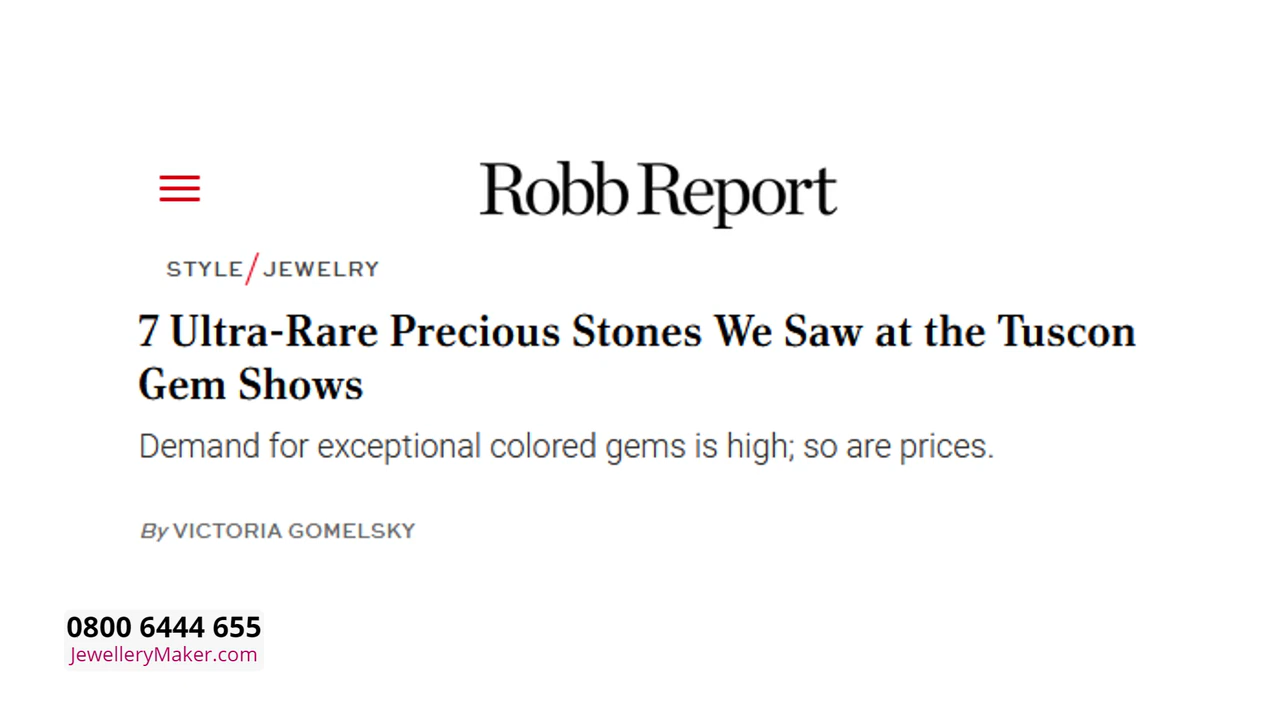 Robb Report
STYLE/JEWELRY
7 Ultra-Rare Precious Stones We Saw at the Tuscon
Gem Shows
Demand for exceptional colored gems is high; so are prices.
By VICTORIA GOMELSKY
0800 6444 655
JewelleryMaker.com